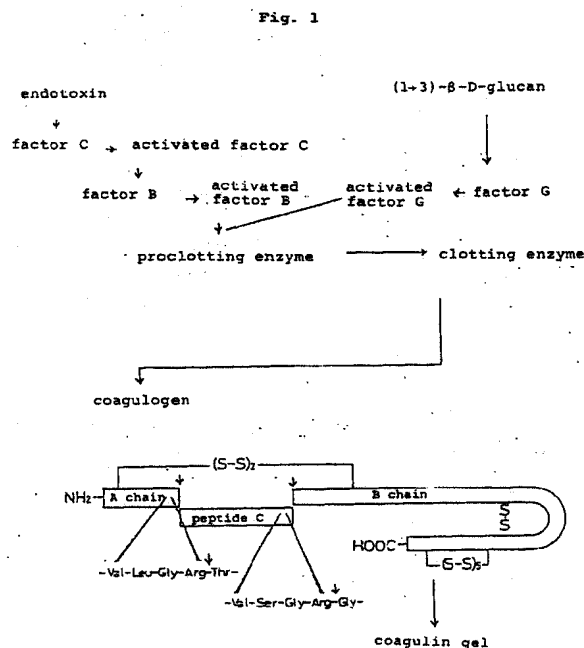 Fig. 1
endotoxin
(1→3)-β-D-glucan
factor C → activated factor C
factor B → activated factor B
activated factor G ← factor G
proclotting enzyme → clotting enzyme
coagulogen
(S-S)₂
NH₂- A chain
B chain
peptide C
S
S
HOOC
(S-S)₅
-Val-Leu-Gly-Arg-Thr-
-Val-Ser-Gly-Arg-Gly-
coagulin gel